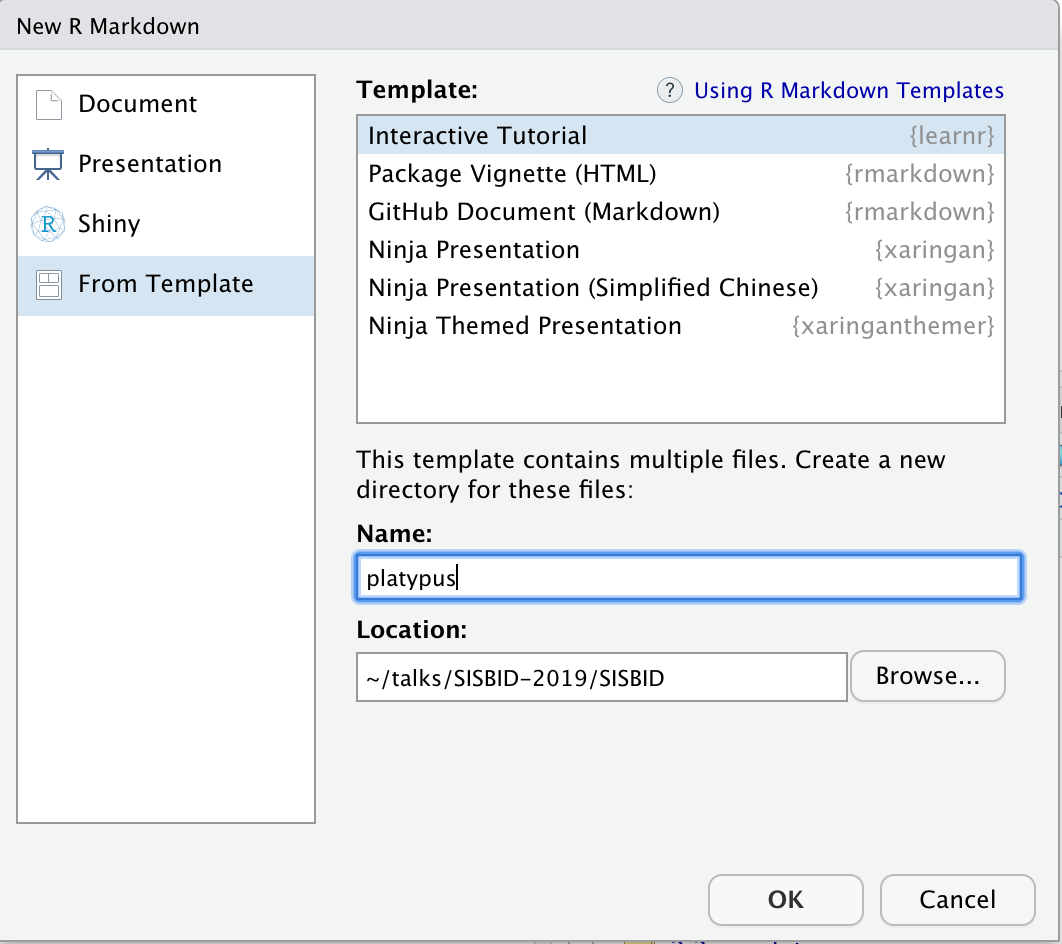 New R Markdown
Document
Presentation
R Shiny
From Template
Template:
? Using R Markdown Templates
Interactive Tutorial {learnr}
Package Vignette (HTML) {rmarkdown}
GitHub Document (Markdown) {rmarkdown}
Ninja Presentation {xaringan}
Ninja Presentation (Simplified Chinese) {xaringan}
Ninja Themed Presentation {xaringanthemer}
This template contains multiple files. Create a new
directory for these files:
Name:
platypus
Location:
~/talks/SISBID-2019/SISBID
Browse...
OK
Cancel